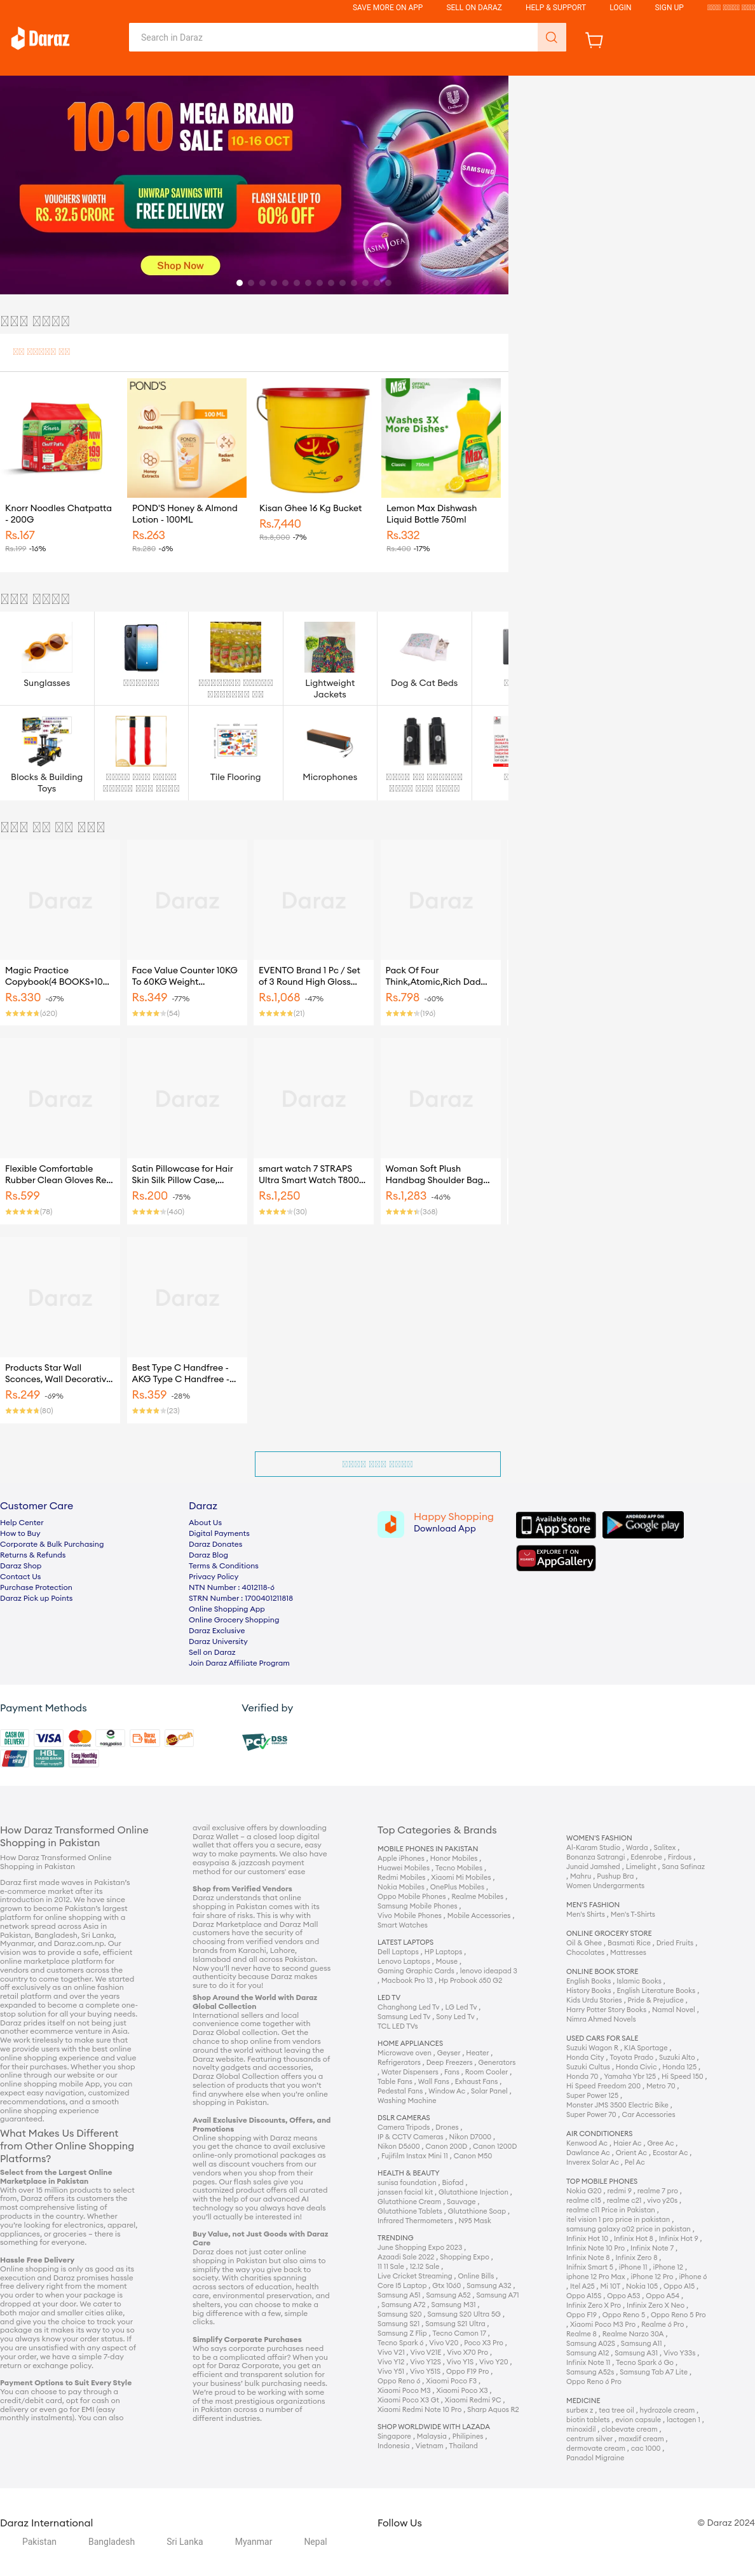 SAVE MORE ON APP SELL ON DARAZ HELP & SUPPORT LOGIN SIGN UP
Daraz
Search in Daraz
10·10 MEGA BRAND
SALE 10-16 OCT
VOUCHERS WORTH
RS. 32.5 CRORE
UNWRAP SAVINGS WITH
FREE DELIVERY
FLASH SALE UP TO
60% OFF
Shop Now
Unilever
SAMSUNG
ASIM JOFA
Knorr Noodles Chatpatta
- 200G
Rs.167
Rs.199 -16%
POND'S Honey & Almond
Lotion - 100ML
Rs.263
Rs.280 -6%
Kisan Ghee 16 Kg Bucket
Rs.7,440
Rs.8,000 -7%
Lemon Max Dishwash
Liquid Bottle 750ml
Rs.332
Rs.400 -17%
Sunglasses
Lightweight
Jackets
Dog & Cat Beds
Blocks & Building
Toys
Tile Flooring
Microphones
Magic Practice
Copybook(4 BOOKS+10...
Rs.330 -67%
(620)
Face Value Counter 10KG
To 60KG Weight...
Rs.349 -77%
(54)
EVENTO Brand 1 Pc / Set
of 3 Round High Gloss...
Rs.1,068 -47%
(21)
Pack Of Four
Think,Atomic,Rich Dad...
Rs.798 -60%
(196)
Flexible Comfortable
Rubber Clean Gloves Re...
Rs.599
(78)
Satin Pillowcase for Hair
Skin Silk Pillow Case,...
Rs.200 -75%
(460)
smart watch 7 STRAPS
Ultra Smart Watch T800...
Rs.1,250
(30)
Woman Soft Plush
Handbag Shoulder Bag...
Rs.1,283 -46%
(368)
Products Star Wall
Sconces, Wall Decorativ...
Rs.249 -69%
(80)
Best Type C Handfree -
AKG Type C Handfree -...
Rs.359 -28%
(23)
Customer Care
Help Center
How to Buy
Corporate & Bulk Purchasing
Returns & Refunds
Daraz Shop
Contact Us
Purchase Protection
Daraz Pick up Points
Daraz
About Us
Digital Payments
Daraz Donates
Daraz Blog
Terms & Conditions
Privacy Policy
NTN Number : 4012118-6
STRN Number : 1700401211818
Online Shopping App
Online Grocery Shopping
Daraz Exclusive
Daraz University
Sell on Daraz
Join Daraz Affiliate Program
Happy Shopping
Download App
Available on the
App Store
ANDROID APP ON
Google play
EXPLORE IT ON
AppGallery
Payment Methods
Verified by
How Daraz Transformed Online
Shopping in Pakistan
How Daraz Transformed Online
Shopping in Pakistan
Daraz first made waves in Pakistan's
e-commerce market after its
introduction in 2012. We have since
grown to become Pakistan's largest
platform for online shopping with a
network spread across Asia in
Pakistan, Bangladesh, Sri Lanka,
Myanmar, and Daraz.com.np. Our
vision was to provide a safe, efficient
online marketplace platform for
vendors and customers across the
country to come together. We started
off exclusively as an online fashion
retail platform and over the years
expanded to become a complete one-
stop solution for all your buying needs.
Daraz prides itself on not being just
another ecommerce venture in Asia.
We work tirelessly to make sure that
we provide users with the best online
online shopping experience and value
for their purchases. Whether you shop
online through our website or our
online shopping mobile App, you can
expect easy navigation, customized
recommendations, and a smooth
online shopping experience
guaranteed.
What Makes Us Different
from Other Online Shopping
Platforms?
Select from the Largest Online
Marketplace in Pakistan
With over 15 million products to select
from, Daraz offers its customers the
most comprehensive listing of
products in the country. Whether
you're looking for electronics, apparel,
appliances, or groceries – there is
something for everyone.
Hassle Free Delivery
Online shopping is only as good as its
execution and Daraz promises hassle
free delivery right from the moment
you order to when your package is
dropped at your door. We cater to
both major and smaller cities alike,
and give you the choice to track your
package as it makes its way to you so
you always know your order status. If
you are unsatisfied with any aspect of
your order, we have a simple 7-day
return or exchange policy.
Payment Options to Suit Every Style
You can choose to pay through a
credit/debit card, opt for cash on
delivery or even go for EMI (easy
monthly instalments). You can also
avail exclusive offers by downloading
Daraz Wallet – a closed loop digital
wallet that offers you a secure, easy
way to make payments. We also have
easypaisa & jazzcash payment
method for our customers' ease
Shop from Verified Vendors
Daraz understands that online
shopping in Pakistan comes with its
fair share of risks. This is why with
Daraz Marketplace and Daraz Mall
customers have the security of
choosing from verified vendors and
brands from Karachi, Lahore,
Islamabad and all across Pakistan.
Now you'll never have to second guess
authenticity because Daraz makes
sure to do it for you!
Shop Around the World with Daraz
Global Collection
International sellers and local
convenience come together with
Daraz Global collection. Get the
chance to shop online from vendors
around the world without leaving the
Daraz website. Featuring thousands of
novelty gadgets and accessories,
Daraz Global Collection offers you a
selection of products that you won't
find anywhere else when you're online
shopping in Pakistan.
Avail Exclusive Discounts, Offers, and
Promotions
Online shopping with Daraz means
you get the chance to avail exclusive
online-only promotional packages as
well as discount vouchers from our
vendors when you shop from their
pages. Our flash sales give you
customized product offers all curated
with the help of our advanced AI
technology so you always have deals
you'll actually be interested in!
Buy Value, not Just Goods with Daraz
Care
Daraz does not just cater online
shopping in Pakistan but also aims to
simplify the way you can give back to
society. With charities spanning
across sectors of education, health
care, environmental preservation, and
shelters, you can choose to make a
big difference with a few, simple
clicks.
Simplify Corporate Purchases
Who says corporate purchases need
to be a complicated affair? When you
opt for Daraz Corporate, you get an
efficient and transparent solution for
your business's bulk purchasing needs.
We're proud to be working with some
of the most prestigious organizations
in Pakistan across a number of
different industries.
Top Categories & Brands
MOBILE PHONES IN PAKISTAN
Apple iPhones , Honor Mobiles ,
Huawei Mobiles , Tecno Mobiles ,
Redmi Mobiles , Xiaomi Mi Mobiles ,
Nokia Mobiles , OnePlus Mobiles ,
Oppo Mobile Phones , Realme Mobiles ,
Samsung Mobile Phones ,
Vivo Mobiles Phones , Mobile Accessories ,
Smart Watches
LATEST LAPTOPS
Dell Laptops , HP Laptops ,
Lenovo Laptops , Mouse ,
Gaming Graphic Cards , lenovo ideapad 3
, Macbook Pro 13 , Hp Probook 650 G2
LED TV
Changhong Led Tv , LG Led Tv ,
Samsung Led Tv , Sony Led Tv ,
TCL LED TVs
HOME APPLIANCES
Microwave oven , Geyser , Heater ,
Refrigerators , Deep Freezers , Generators
, Water Dispensers , Fans , Room Cooler ,
Table Fans , Wall Fans , Exhaust Fans ,
Pedestal Fans , Window Ac , Solar Panel ,
Washing Machine
DSLR CAMERAS
Camera Tripods , Drones ,
IP & CCTV Cameras , Nikon D7000 ,
Nikon D5600 , Canon 200D , Canon 1200D
, Fujifilm Instax Mini 11 , Canon M50
HEALTH & BEAUTY
sunisa foundation , Biofad ,
janssen facial kit , Glutathione Injection ,
Glutathione Cream , Sauvage ,
Glutathione Tablets , Glutathione Soap ,
Infrared Thermometers , N95 Mask
TRENDING
June Shopping Expo 2023 ,
Azaadi Sale 2022 , Shopping Expo ,
11 11 Sale , 12.12 Sale ,
Live Cricket Streaming , Online Bills ,
Core I5 Laptop , Gtx 1060 , Samsung A32 ,
Samsung A51 , Samsung A52 , Samsung A71
, Samsung A72 , Samsung M31 ,
Samsung S20 , Samsung S20 Ultra 5G ,
Samsung S21 , Samsung S21 Ultra ,
Samsung Z Flip , Tecno Camon 17 ,
Tecno Spark 6 , Vivo V20 , Poco X3 Pro ,
Vivo V21 , Vivo V21E , Vivo X70 Pro ,
Vivo Y12 , Vivo Y12S , Vivo Y1S , Vivo Y20 ,
Vivo Y51 , Vivo Y51S , Oppo F19 Pro ,
Oppo Reno 6 , Xiaomi Poco F3 ,
Xiaomi Poco M3 , Xiaomi Poco X3 ,
Xiaomi Poco X3 Gt , Xiaomi Redmi 9C ,
Xiaomi Redmi Note 10 Pro , Sharp Aquos R2
SHOP WORLDWIDE WITH LAZADA
Singapore , Malaysia , Philipines ,
Indonesia , Vietnam , Thailand
WOMEN'S FASHION
Al-Karam Studio , Warda , Salitex ,
Bonanza Satrangi , Edenrobe , Firdous ,
Junaid Jamshed , Limelight , Sana Safinaz
, Mahru , Pushup Bra ,
Women Undergarments
MEN'S FASHION
Men's Shirts , Men's T-Shirts
ONLINE GROCERY STORE
Oil & Ghee , Basmati Rice , Dried Fruits ,
Chocolates , Mattresses
ONLINE BOOK STORE
English Books , Islamic Books ,
History Books , English Literature Books ,
Kids Urdu Stories , Pride & Prejudice ,
Harry Potter Story Books , Namal Novel ,
Nimra Ahmed Novels
USED CARS FOR SALE
Suzuki Wagon R , KIA Sportage ,
Honda City , Toyota Prado , Suzuki Alto ,
Suzuki Cultus , Honda Civic , Honda 125 ,
Honda 70 , Yamaha Ybr 125 , Hi Speed 150 ,
Hi Speed Freedom 200 , Metro 70 ,
Super Power 125 ,
Monster JMS 3500 Electric Bike ,
Super Power 70 , Car Accessories
AIR CONDITIONERS
Kenwood Ac , Haier Ac , Gree Ac ,
Dawlance Ac , Orient Ac , Ecostar Ac ,
Inverex Solar Ac , Pel Ac
TOP MOBILE PHONES
Nokia G20 , redmi 9 , realme 7 pro ,
realme c15 , realme c21 , vivo y20s ,
realme c11 Price in Pakistan ,
itel vision 1 pro price in pakistan ,
samsung galaxy a02 price in pakistan ,
Infinix Hot 10 , Infinix Hot 8 , Infinix Hot 9 ,
Infinix Note 10 Pro , Infinix Note 7 ,
Infinix Note 8 , Infinix Zero 8 ,
Inifnix Smart 5 , iPhone 11 , iPhone 12 ,
iphone 12 Pro Max , iPhone 12 Pro , iPhone 6
, Itel A25 , Mi 10T , Nokia 105 , Oppo A15 ,
Oppo A15S , Oppo A53 , Oppo A54 ,
Infinix Zero X Pro , Infinix Zero X Neo ,
Oppo F19 , Oppo Reno 5 , Oppo Reno 5 Pro
, Xiaomi Poco M3 Pro , Realme 6 Pro ,
Realme 8 , Realme Narzo 30A ,
Samsung A02S , Samsung A11 ,
Samsung A12 , Samsung A31 , Vivo Y33s ,
Infinix Note 11 , Tecno Spark 6 Go ,
Samsung A52s , Samsung Tab A7 Lite ,
Oppo Reno 6 Pro
MEDICINE
surbex z , tea tree oil , hydrozole cream ,
biotin tablets , evion capsule , lactogen 1 ,
minoxidil , clobevate cream ,
centrum silver , maxdif cream ,
dermovate cream , cac 1000 ,
Panadol Migraine
Daraz International
Pakistan Bangladesh Sri Lanka Myanmar Nepal
Follow Us
© Daraz 2024